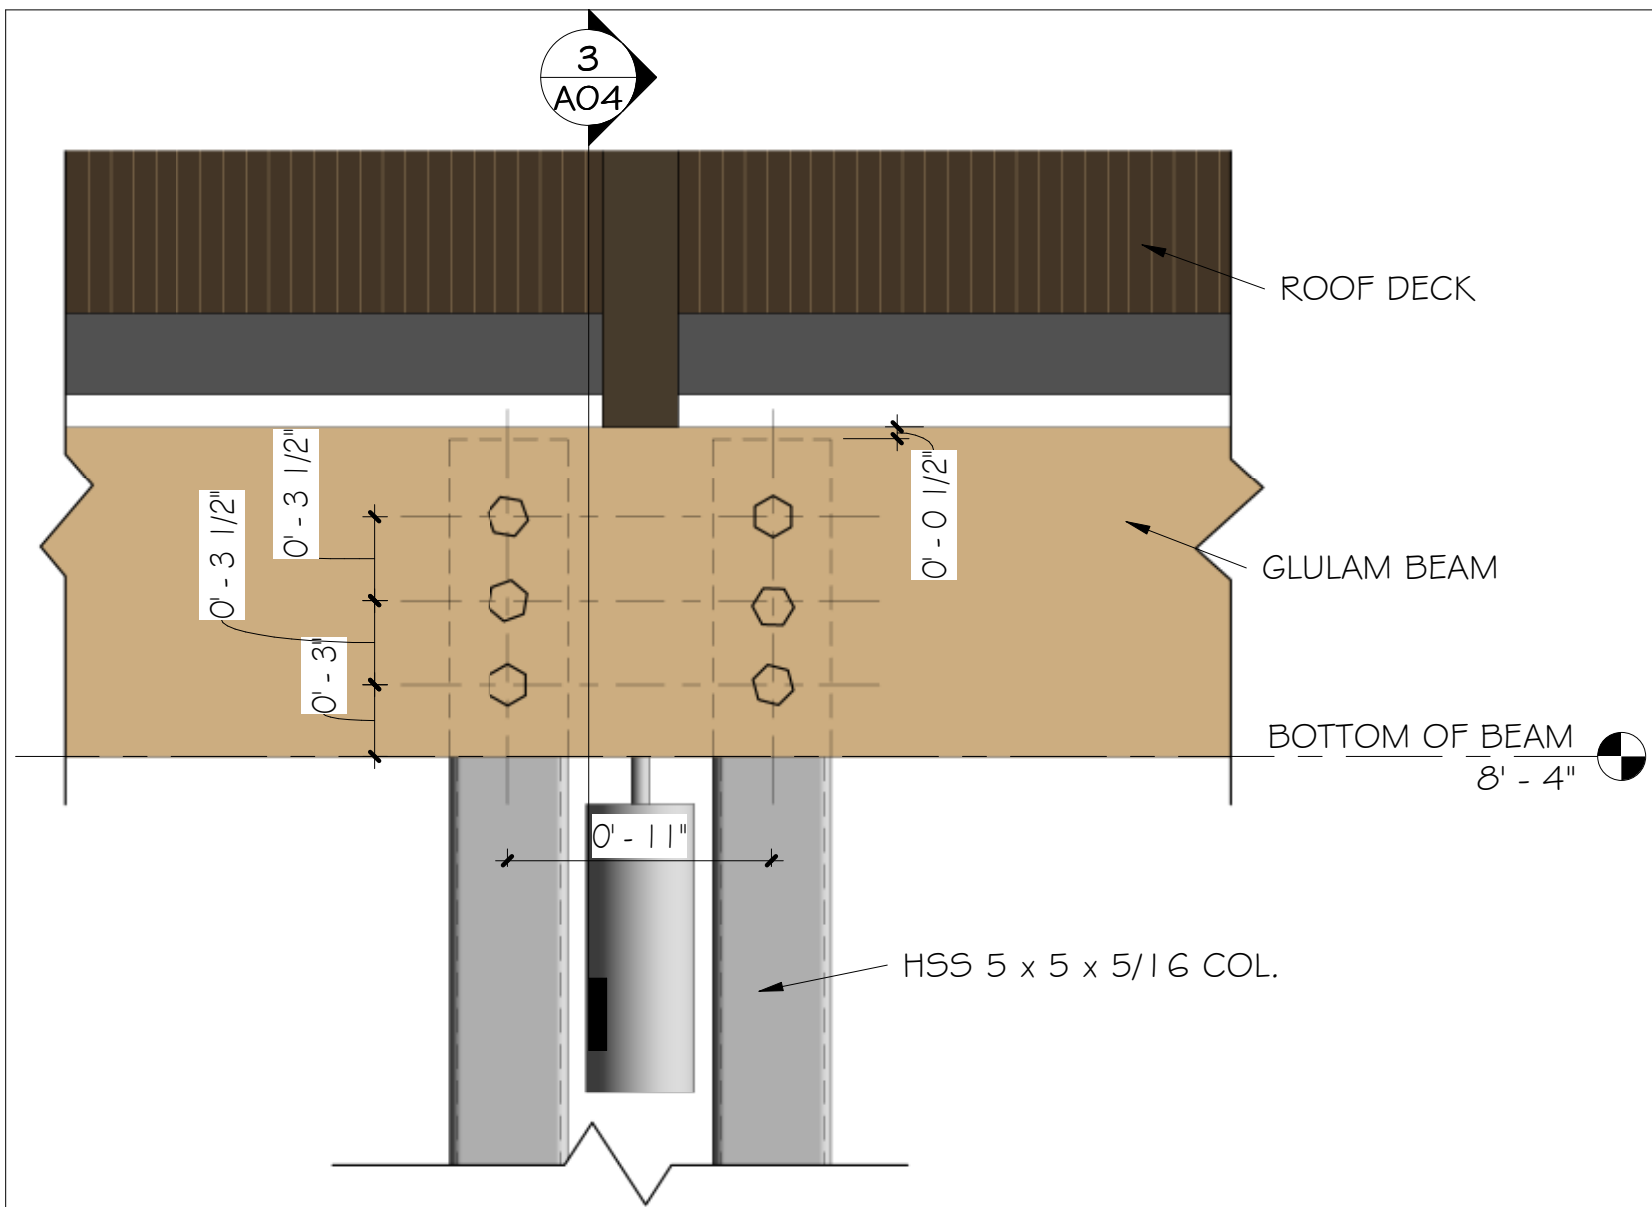 3
A04
ROOF DECK
0' - 3 1/2"
0' - 3 1/2"
0' - 3"
0' - 0 1/2"
GLULAM BEAM
BOTTOM OF BEAM
8' - 4"
0' - 11"
HSS 5 x 5 x 5/16 COL.